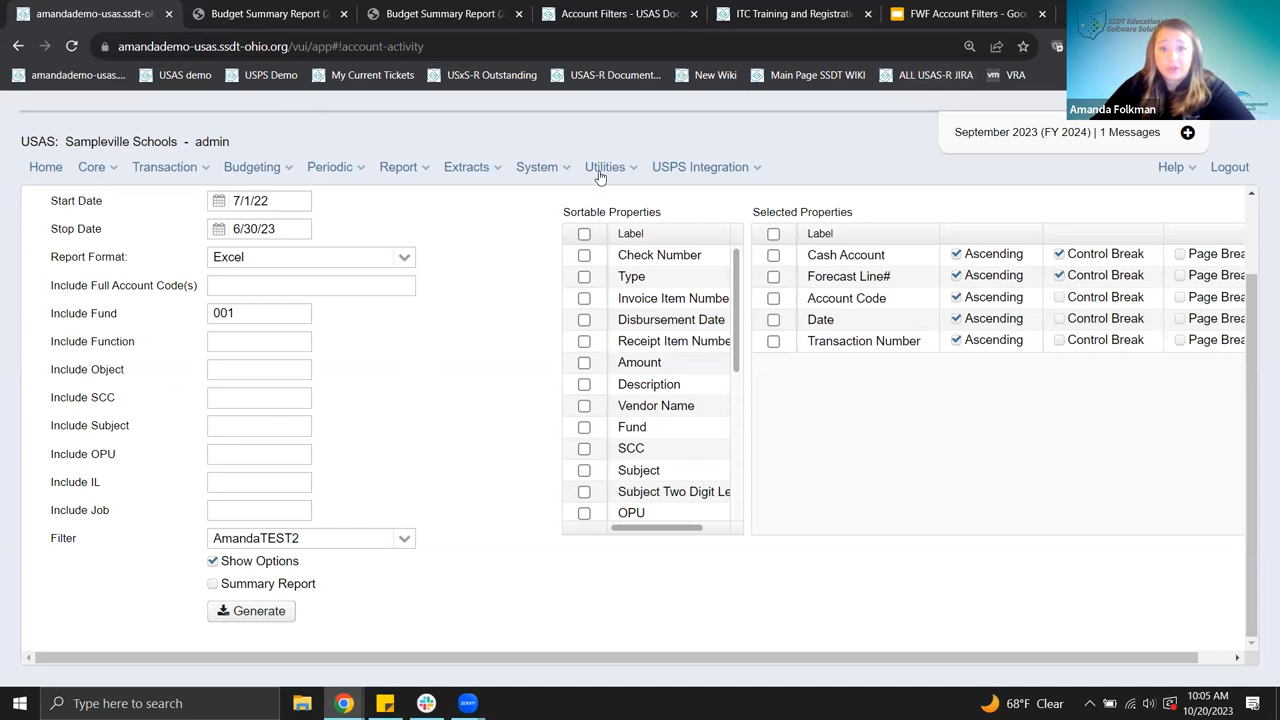 amandademo-usas.ssdt-oh
Budget Summary Report (
Budget Summary Report (
Account Filters - USAS Doc
ITC Training and Registrati
FWF Account Filters - Goo
amandademo-usas.ssdt-ohio.org/vui/app#!account-activity
SSDT Educational
Software Solut
amandademo-usas....
USAS demo
USPS Demo
My Current Tickets
USxS-R Outstanding
USAS-R Document...
New Wiki
Main Page SSDT WIKI
ALL USAS-R JIRA
vm VRA
Amanda Folkman
USAS: Sampleville Schools - admin
September 2023 (FY 2024) | 1 Messages
Home Core Transaction Budgeting Periodic Report Extracts System Utilities USPS Integration Help Logout
Start Date 7/1/22
Stop Date 6/30/23
Report Format: Excel
Include Full Account Code(s)
Include Fund 001
Include Function
Include Object
Include SCC
Include Subject
Include OPU
Include IL
Include Job
Filter AmandaTEST2
Show Options
Summary Report
Generate
Sortable Properties
Label
Check Number
Type
Invoice Item Numbe
Disbursement Date
Receipt Item Numbe
Amount
Description
Vendor Name
Fund
SCC
Subject
Subject Two Digit Le
OPU
Selected Properties
Label
Cash Account Ascending Control Break Page Brea
Forecast Line# Ascending Control Break Page Brea
Account Code Ascending Control Break Page Brea
Date Ascending Control Break Page Brea
Transaction Number Ascending Control Break Page Brea
Type here to search
zoom
68°F Clear
10:05 AM
10/20/2023